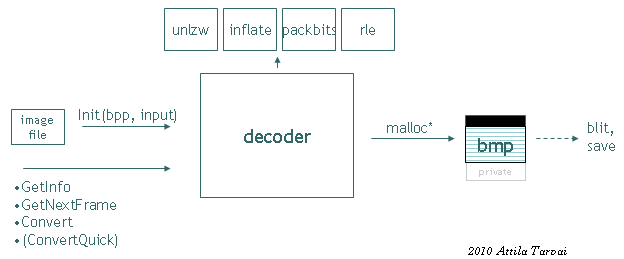 unlzw inflate packbits rle
Init(bpp, input)
image
file
decoder
malloc*
bmp
private
blit,
save
•GetInfo
•GetNextFrame
•Convert
•(ConvertQuick)
2010 Attila Tarpai